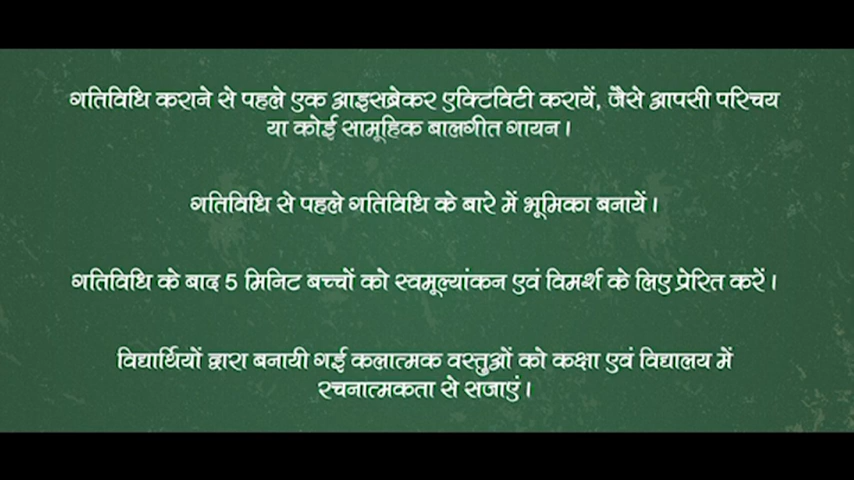 गतिविधि कराने से पहले एक आइसब्रेकर एक्टिविटी करायें, जैसे आपसी परिचय
या कोई सामूहिक बालगीत गायन।
गतिविधि से पहले गतिविधि के बारे में भूमिका बनायें।
गतिविधि के बाद 5 मिनिट बच्चों को स्वमूल्यांकन एवं विमर्श के लिए प्रेरित करें।
विद्यार्थियों द्वारा बनायी गई कलात्मक वस्तुओं को कक्षा एवं विद्यालय में
रचनात्मकता से सजाएं।